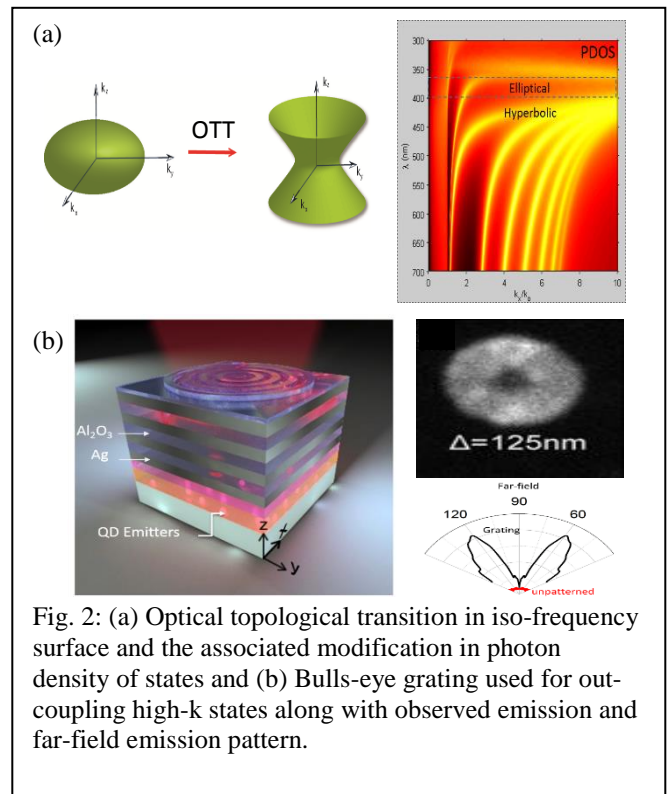 (a)
k_z
k_y
k_x
OTT
k_z
k_y
k_x
PDOS
Elliptical
Hyperbolic
λ (nm)
300
350
400
450
500
550
600
650
700
0
2
4
6
8
10
k_x/k_0
(b)
Al2O3
Ag
QD Emitters
z
x
y
Δ=125nm
Far-field
90
120
60
Grating
unpatterned
Fig. 2: (a) Optical topological transition in iso-frequency
surface and the associated modification in photon
density of states and (b) Bulls-eye grating used for out-
coupling high-k states along with observed emission and
far-field emission pattern.